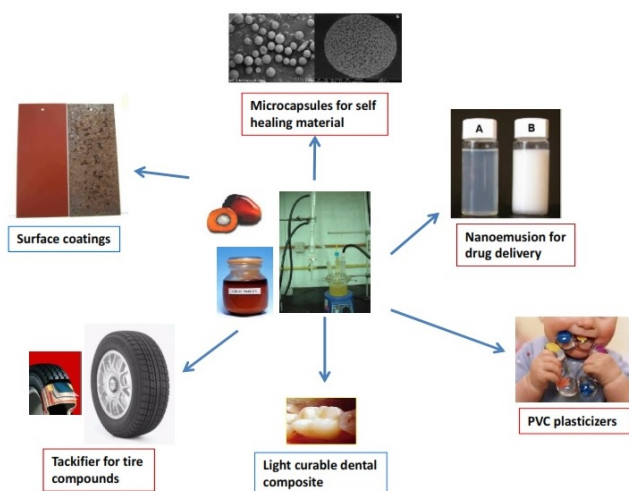 Microcapsules for self
healing material
A
B
Surface coatings
Nanoemusion for
drug delivery
PVC plasticizers
Tackifier for tire
compounds
Light curable dental
composite